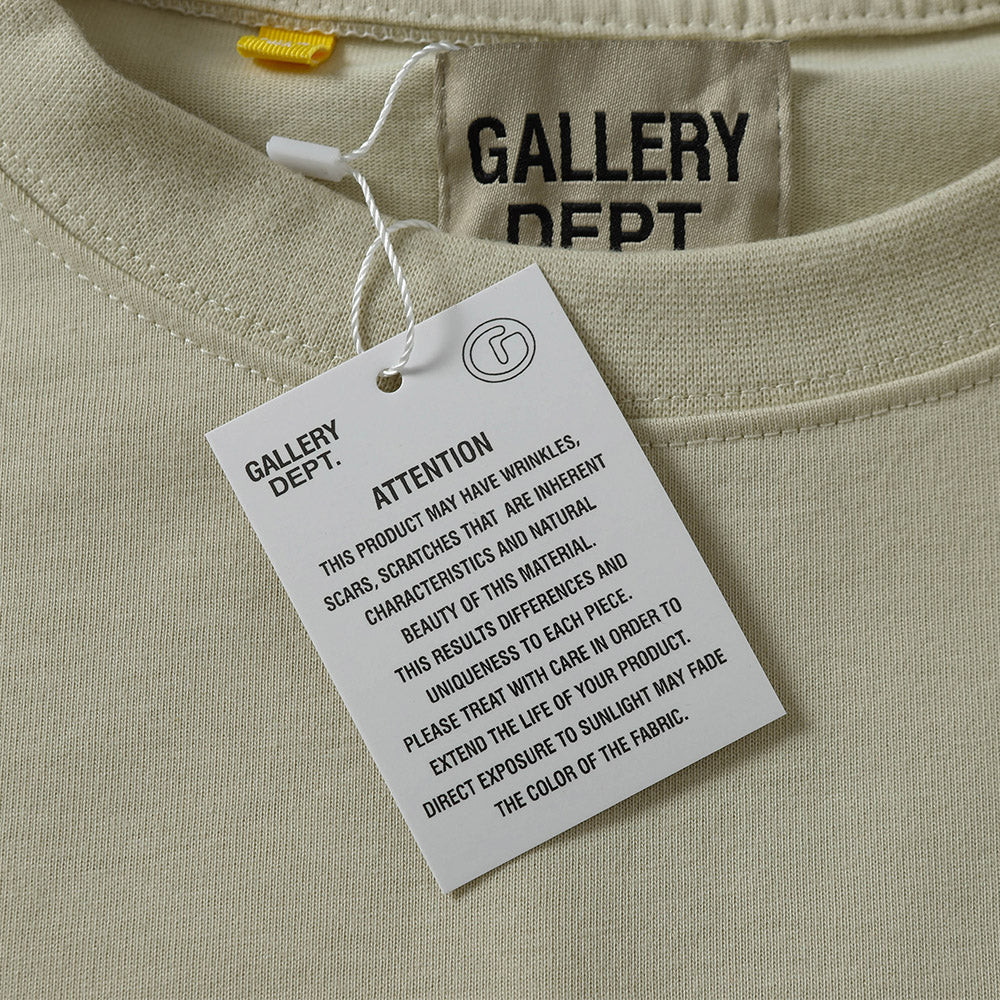 GALLERY
DEPT
GALLERY
DEPT.
ATTENTION
THIS PRODUCT MAY HAVE WRINKLES,
SCARS, SCRATCHES THAT ARE INHERENT
CHARACTERISTICS AND NATURAL
BEAUTY OF THIS MATERIAL.
THIS RESULTS DIFFERENCES AND
UNIQUENESS TO EACH PIECE.
PLEASE TREAT WITH CARE IN ORDER TO
EXTEND THE LIFE OF YOUR PRODUCT.
DIRECT EXPOSURE TO SUNLIGHT MAY FADE
THE COLOR OF THE FABRIC.